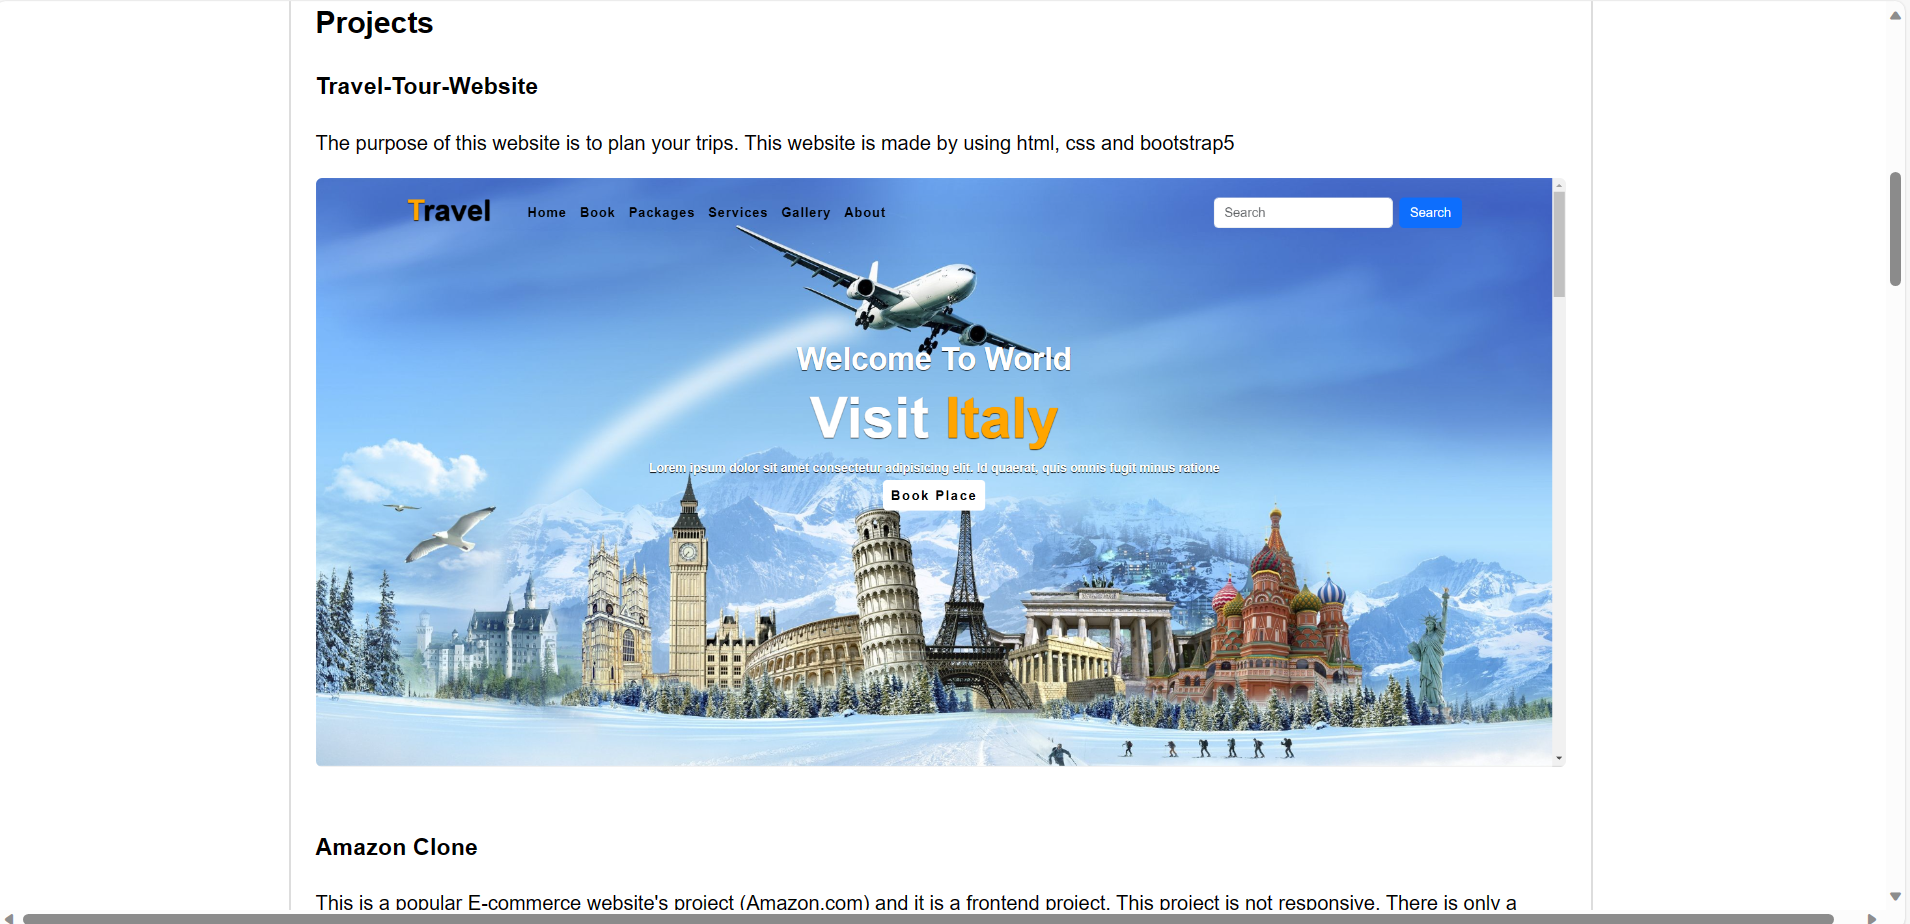 Projects
Travel-Tour-Website
The purpose of this website is to plan your trips. This website is made by using html, css and bootstrap5
Travel Home Book Packages Services Gallery About Search Search
Welcome To World
Visit Italy
Lorem ipsum dolor sit amet consectetur adipisicing elit. Id quaerat, quis omnis fugit minus ratione
Book Place
Amazon Clone
This is a popular E-commerce website's project (Amazon.com) and it is a frontend project. This project is not responsive. There is only a